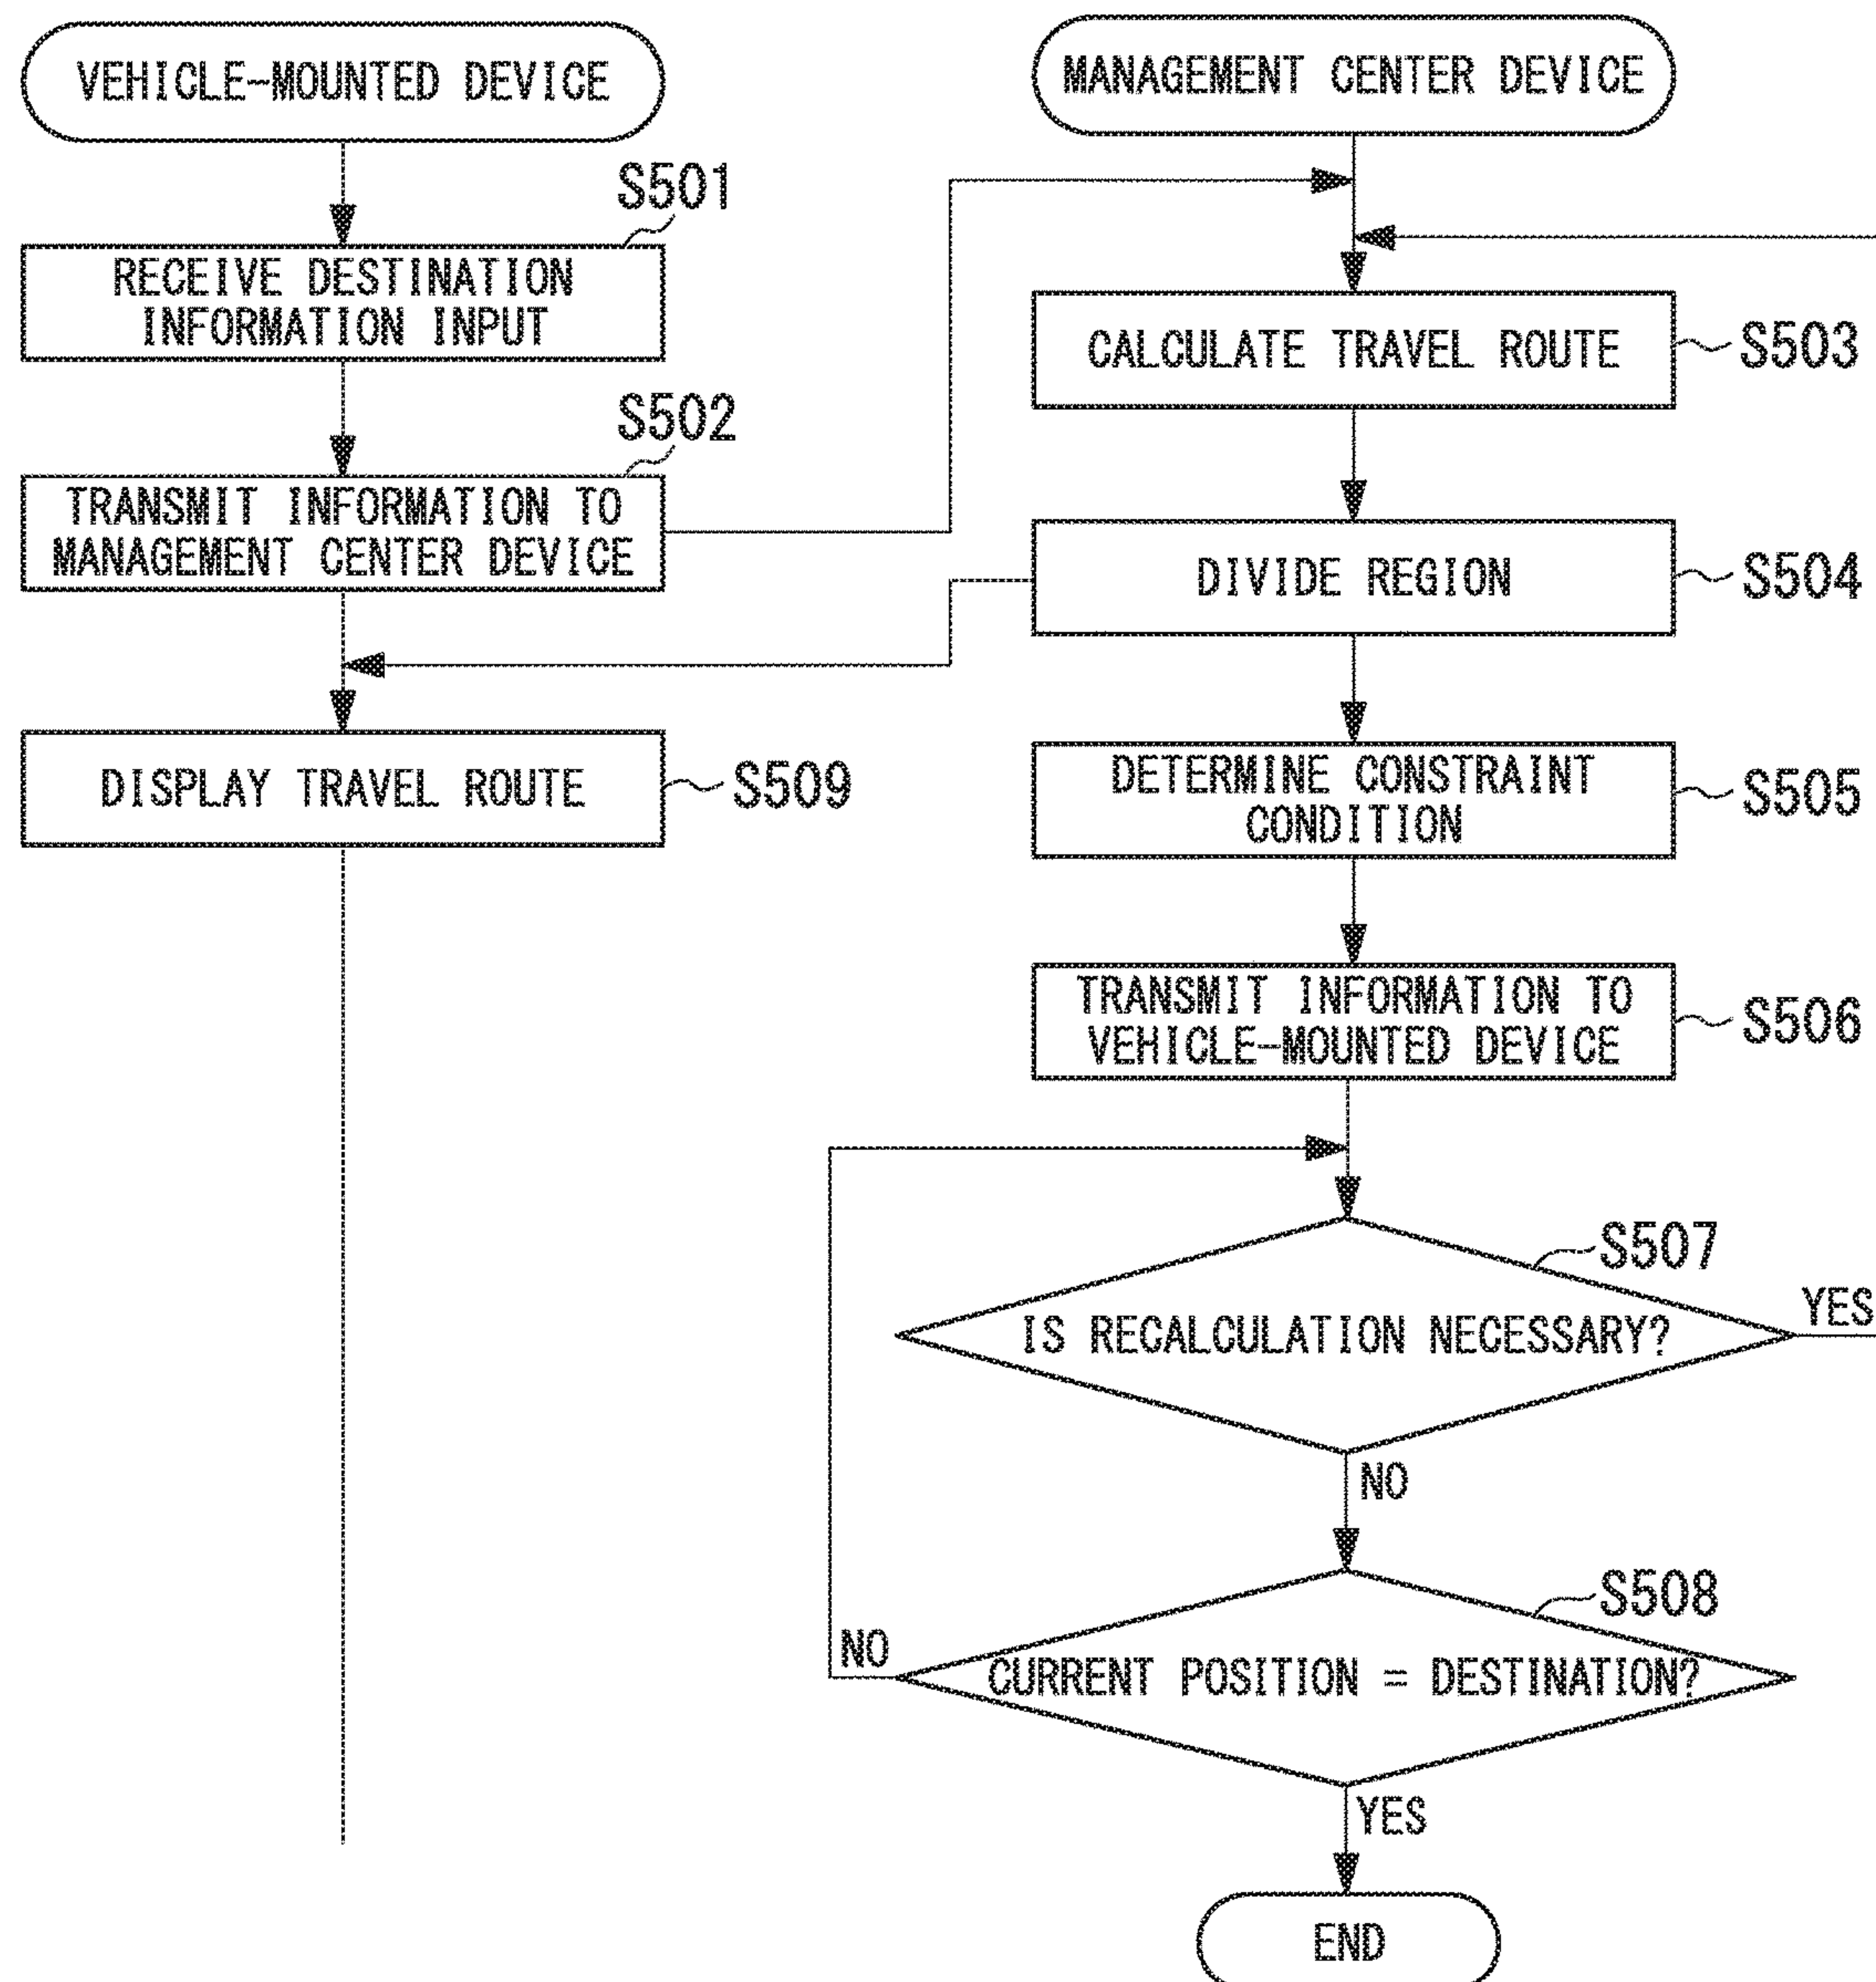 VEHICLE-MOUNTED DEVICE
S501
RECEIVE DESTINATION
INFORMATION INPUT
S502
TRANSMIT INFORMATION TO
MANAGEMENT CENTER DEVICE
DISPLAY TRAVEL ROUTE
S509
MANAGEMENT CENTER DEVICE
CALCULATE TRAVEL ROUTE
S503
DIVIDE REGION
S504
DETERMINE CONSTRAINT
CONDITION
S505
TRANSMIT INFORMATION TO
VEHICLE-MOUNTED DEVICE
S506
S507
IS RECALCULATION NECESSARY?
YES
NO
S508
CURRENT POSITION = DESTINATION?
NO
YES
END